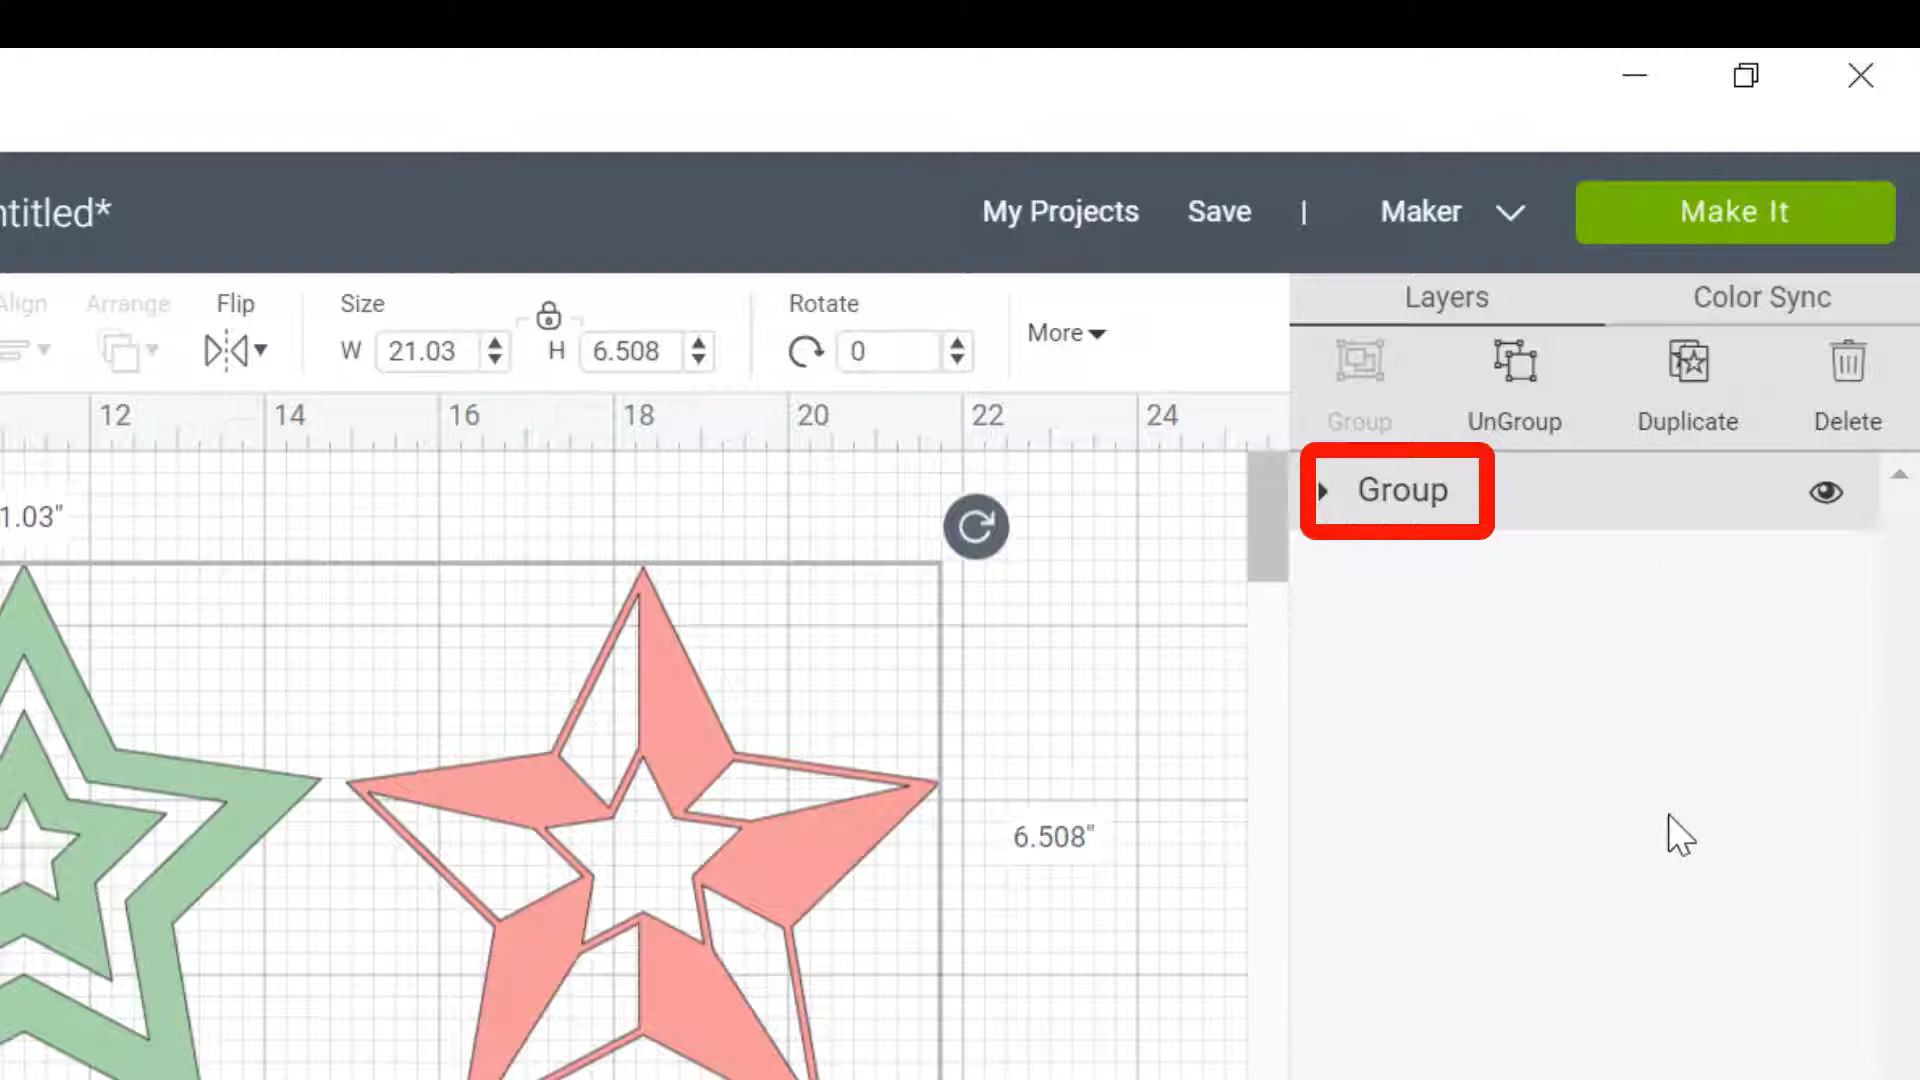 ntitled*
My Projects
Save
|
Maker
Make It
Align
Arrange
Flip
Size
W 21.03
H 6.508
Rotate
0
More
Layers
Color Sync
Group
UnGroup
Duplicate
Delete
12 14 16 18 20 22 24
Group
1.03"
6.508"